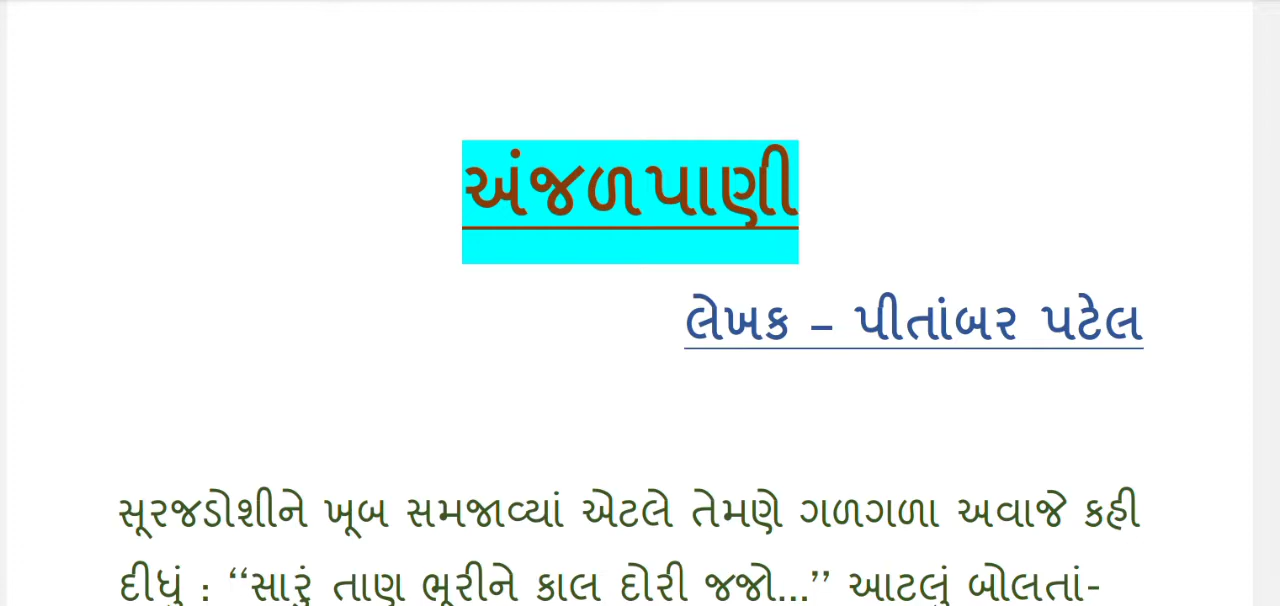 અંજળપાણી
લેખક – પીતાંબર પટેલ
સૂરજડોશીને ખૂબ સમજાવ્યાં એટલે તેમણે ગળગળા અવાજે કહી
દીધું : “સારું તાણ ભૂરીને કાલ દોરી જજો...” આટલું બોલતાં-